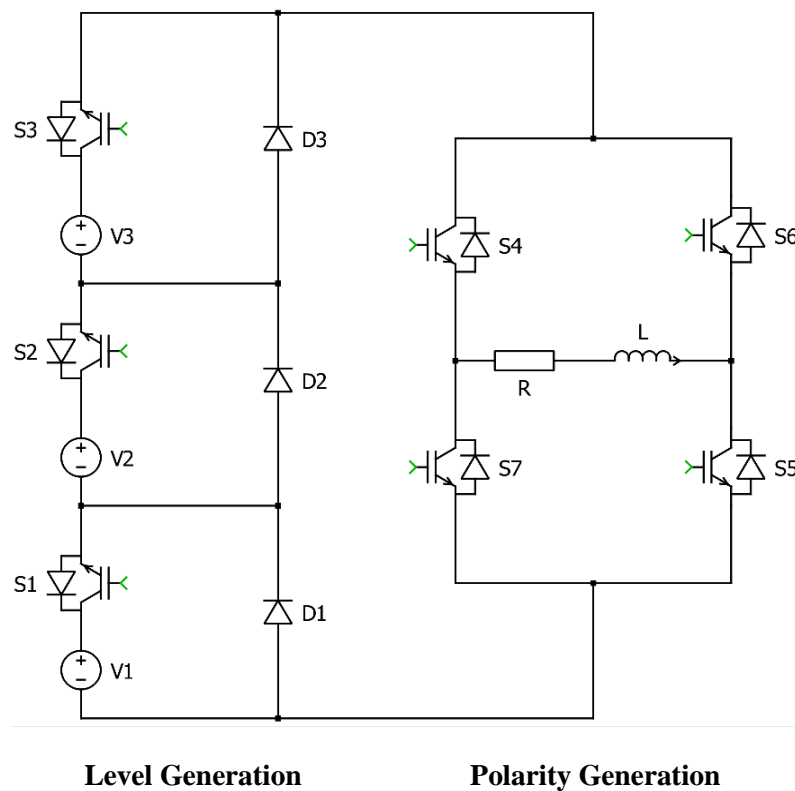 S3
D3
V3
S4
S6
S2
D2
L
R
V2
S7
S5
S1
D1
V1
Level Generation
Polarity Generation